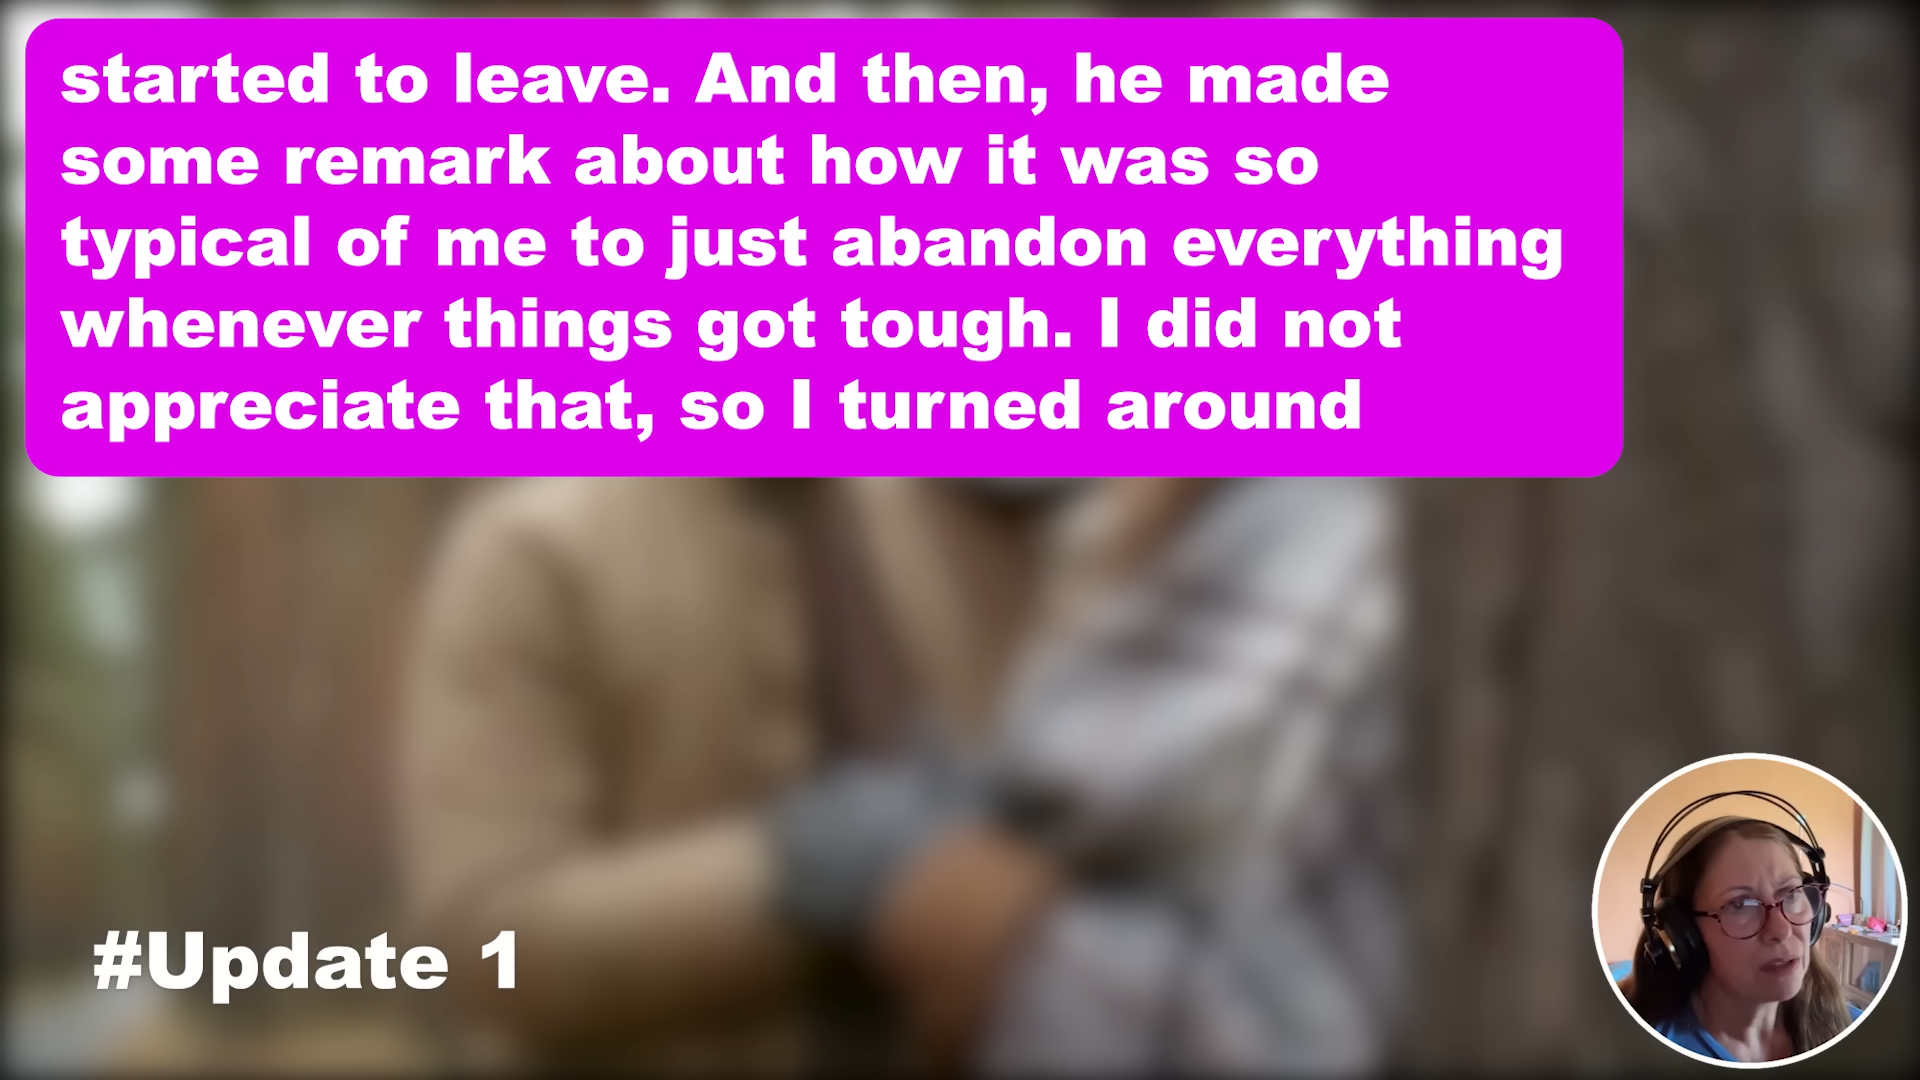 started to leave. And then, he made
some remark about how it was so
typical of me to just abandon everything
whenever things got tough. I did not
appreciate that, so I turned around
#Update 1